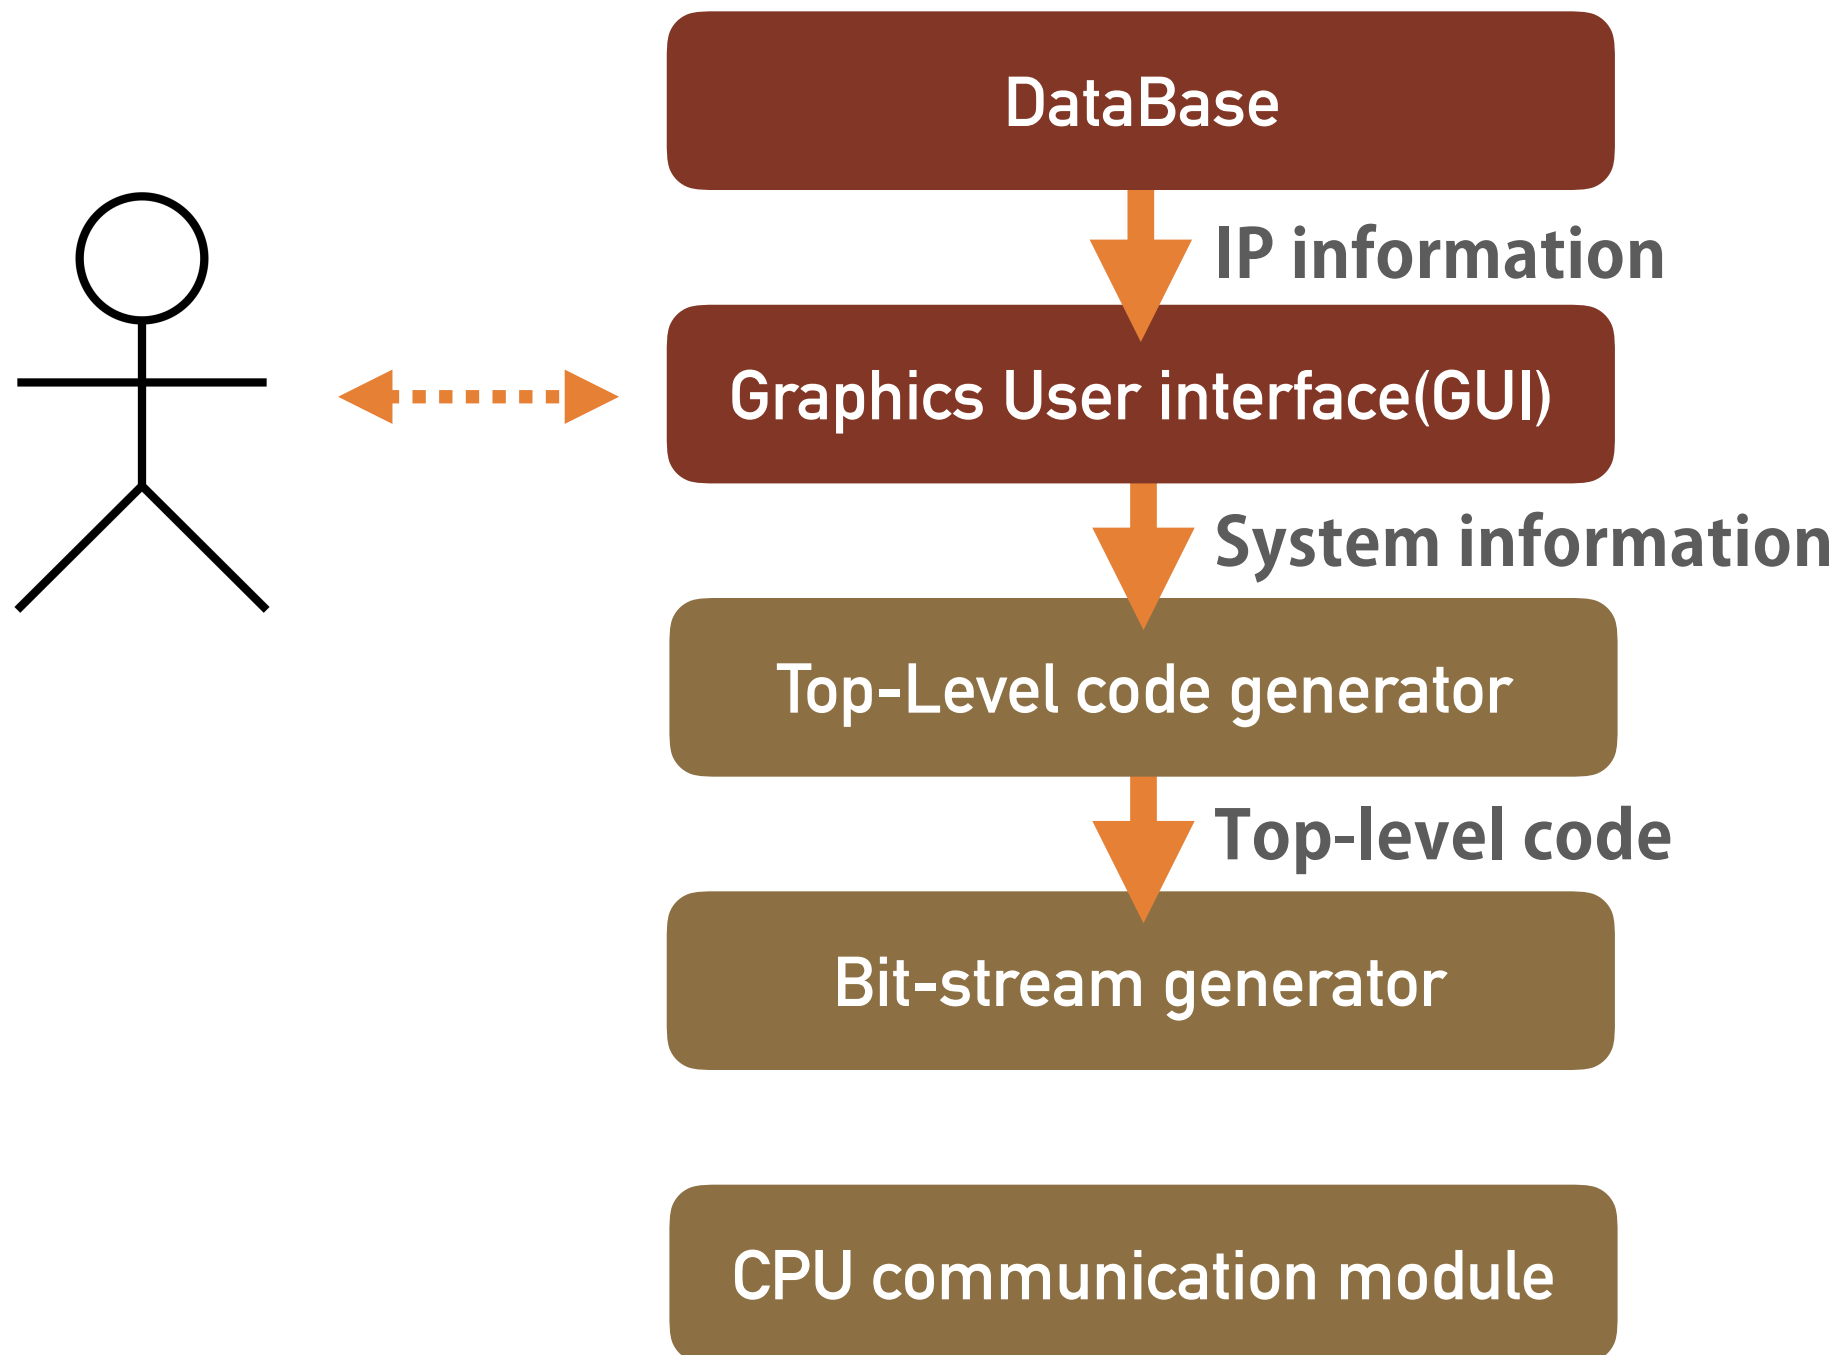 DataBase
IP information
Graphics User interface(GUI)
System information
Top-Level code generator
Top-level code
Bit-stream generator
CPU communication module